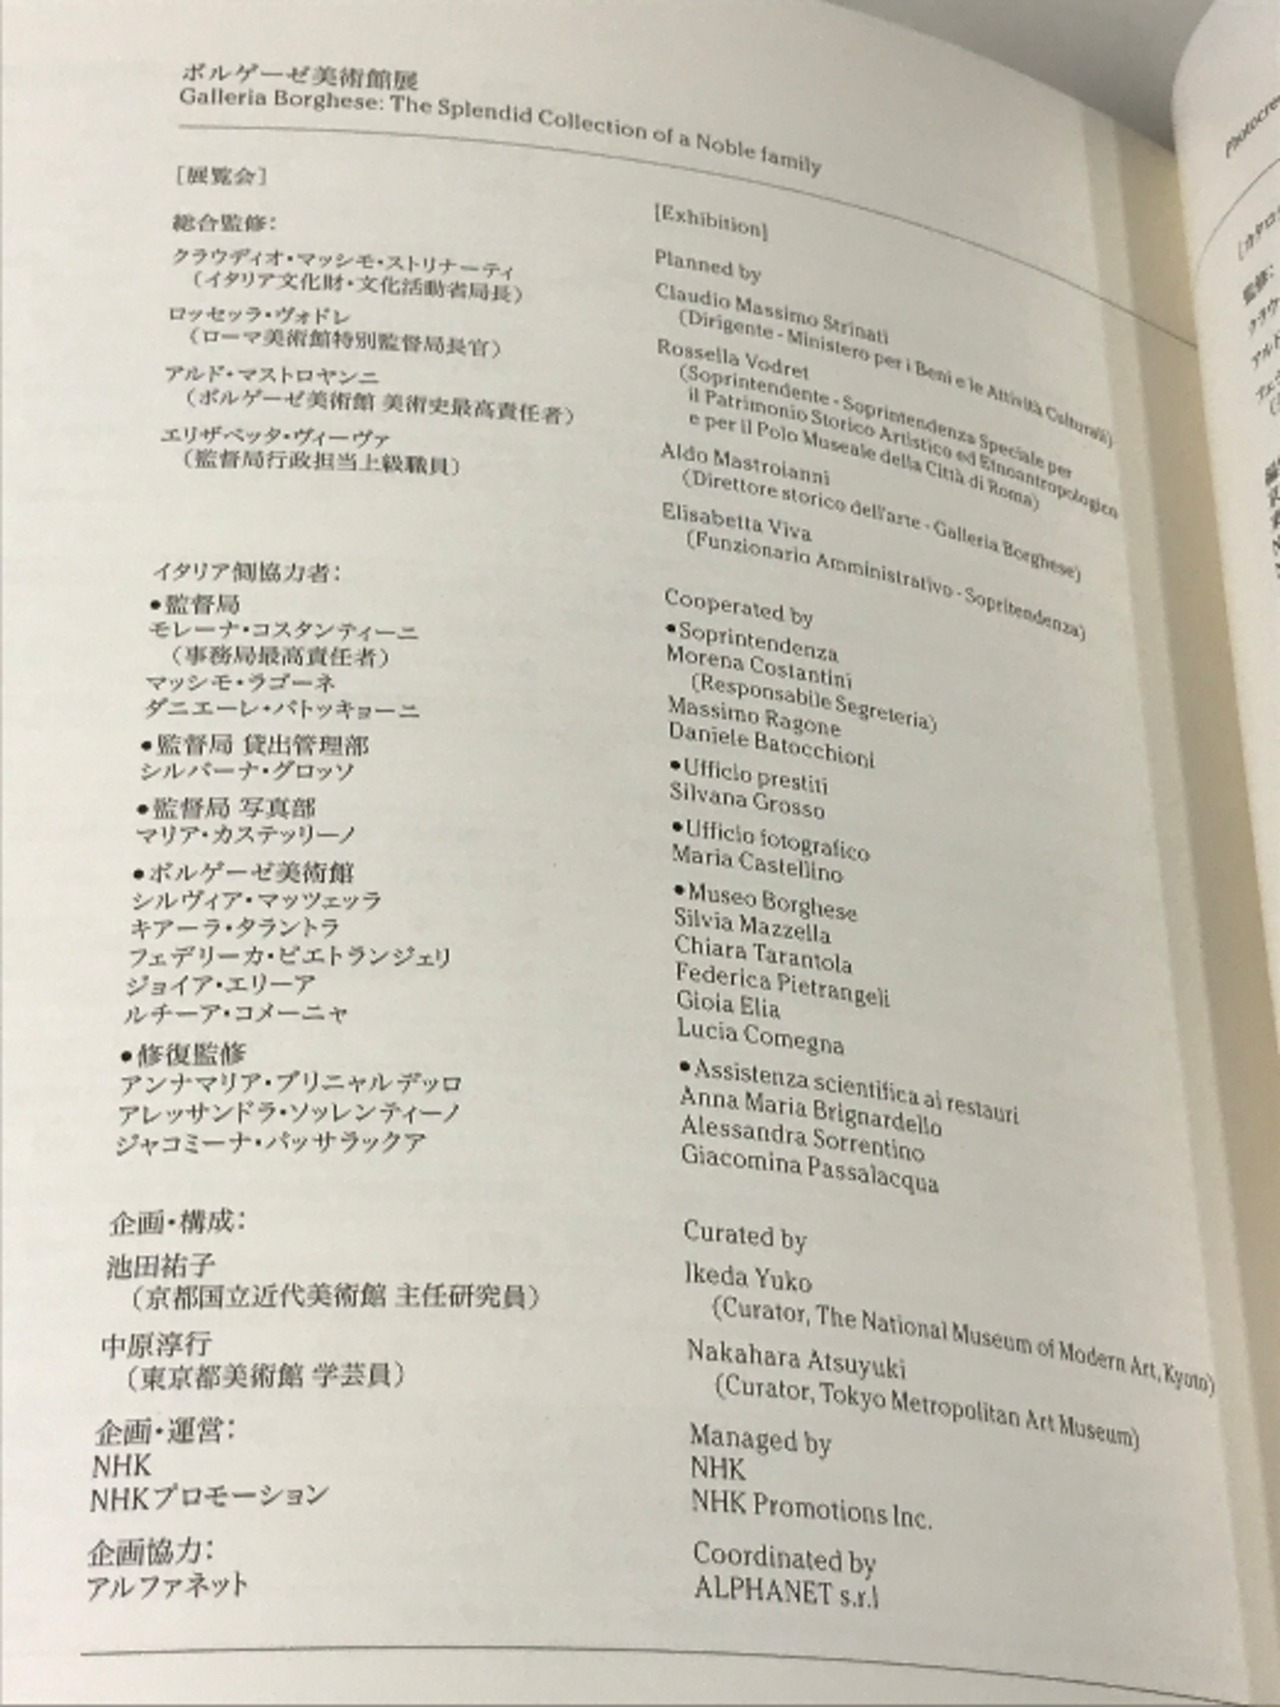 ボルゲーゼ美術館展
Galleria Borghese: The Splendid Collection of a Noble family
[展覧会]
総合監修:
クラウディオ・マッシモ・ストリナーティ
(イタリア文化財・文化活動省局長)
ロッセッラ・ヴォドレ
(ローマ美術館特別監督局長官)
アルド・マストロヤンニ
(ボルゲーゼ美術館 美術史最高責任者)
エリザベッタ・ヴィーヴァ
(監督局行政担当上級職員)
イタリア側協力者:
●監督局
モレーナ・コスタンティーニ
(事務局最高責任者)
マッシモ・ラゴーネ
ダニエーレ・バトッキョーニ
●監督局 貸出管理部
シルバーナ・グロッソ
●監督局 写真部
マリア・カステッリーノ
●ボルゲーゼ美術館
シルヴィア・マッツェッラ
キアーラ・タラントラ
フェデリーカ・ピエトランジェリ
ジョイア・エリーア
ルチーア・コメーニャ
●修復監修
アンナマリア・ブリニャルデッロ
アレッサンドラ・ソッレンティーノ
ジャコミーナ・パッサラックア
企画・構成:
池田祐子
(京都国立近代美術館 主任研究員)
中原淳行
(東京都美術館 学芸員)
企画・運営:
NHK
NHKプロモーション
企画協力:
アルファネット
[Exhibition]
Planned by
Claudio Massimo Strinati
(Dirigente - Ministero per i Beni e le Attività Culturali)
Rossella Vodret
(Soprintendente - Soprintendenza Speciale per
il Patrimonio Storico Artistico ed Etnoantropologico
e per il Polo Museale della Città di Roma)
Aldo Mastroianni
(Direttore storico dell'arte - Galleria Borghese)
Elisabetta Viva
(Funzionario Amministrativo - Sopritendenza)
Cooperated by
●Soprintendenza
Morena Costantini
(Responsabile Segreteria)
Massimo Ragone
Daniele Batocchioni
●Ufficio prestiti
Silvana Grosso
●Ufficio fotografico
Maria Castellino
●Museo Borghese
Silvia Mazzella
Chiara Tarantola
Federica Pietrangeli
Gioia Elia
Lucia Comegna
●Assistenza scientifica ai restauri
Anna Maria Brignardello
Alessandra Sorrentino
Giacomina Passalacqua
Curated by
Ikeda Yuko
(Curator, The National Museum of Modern Art, Kyoto)
Nakahara Atsuyuki
(Curator, Tokyo Metropolitan Art Museum)
Managed by
NHK
NHK Promotions Inc.
Coordinated by
ALPHANET s.r.l
監修: